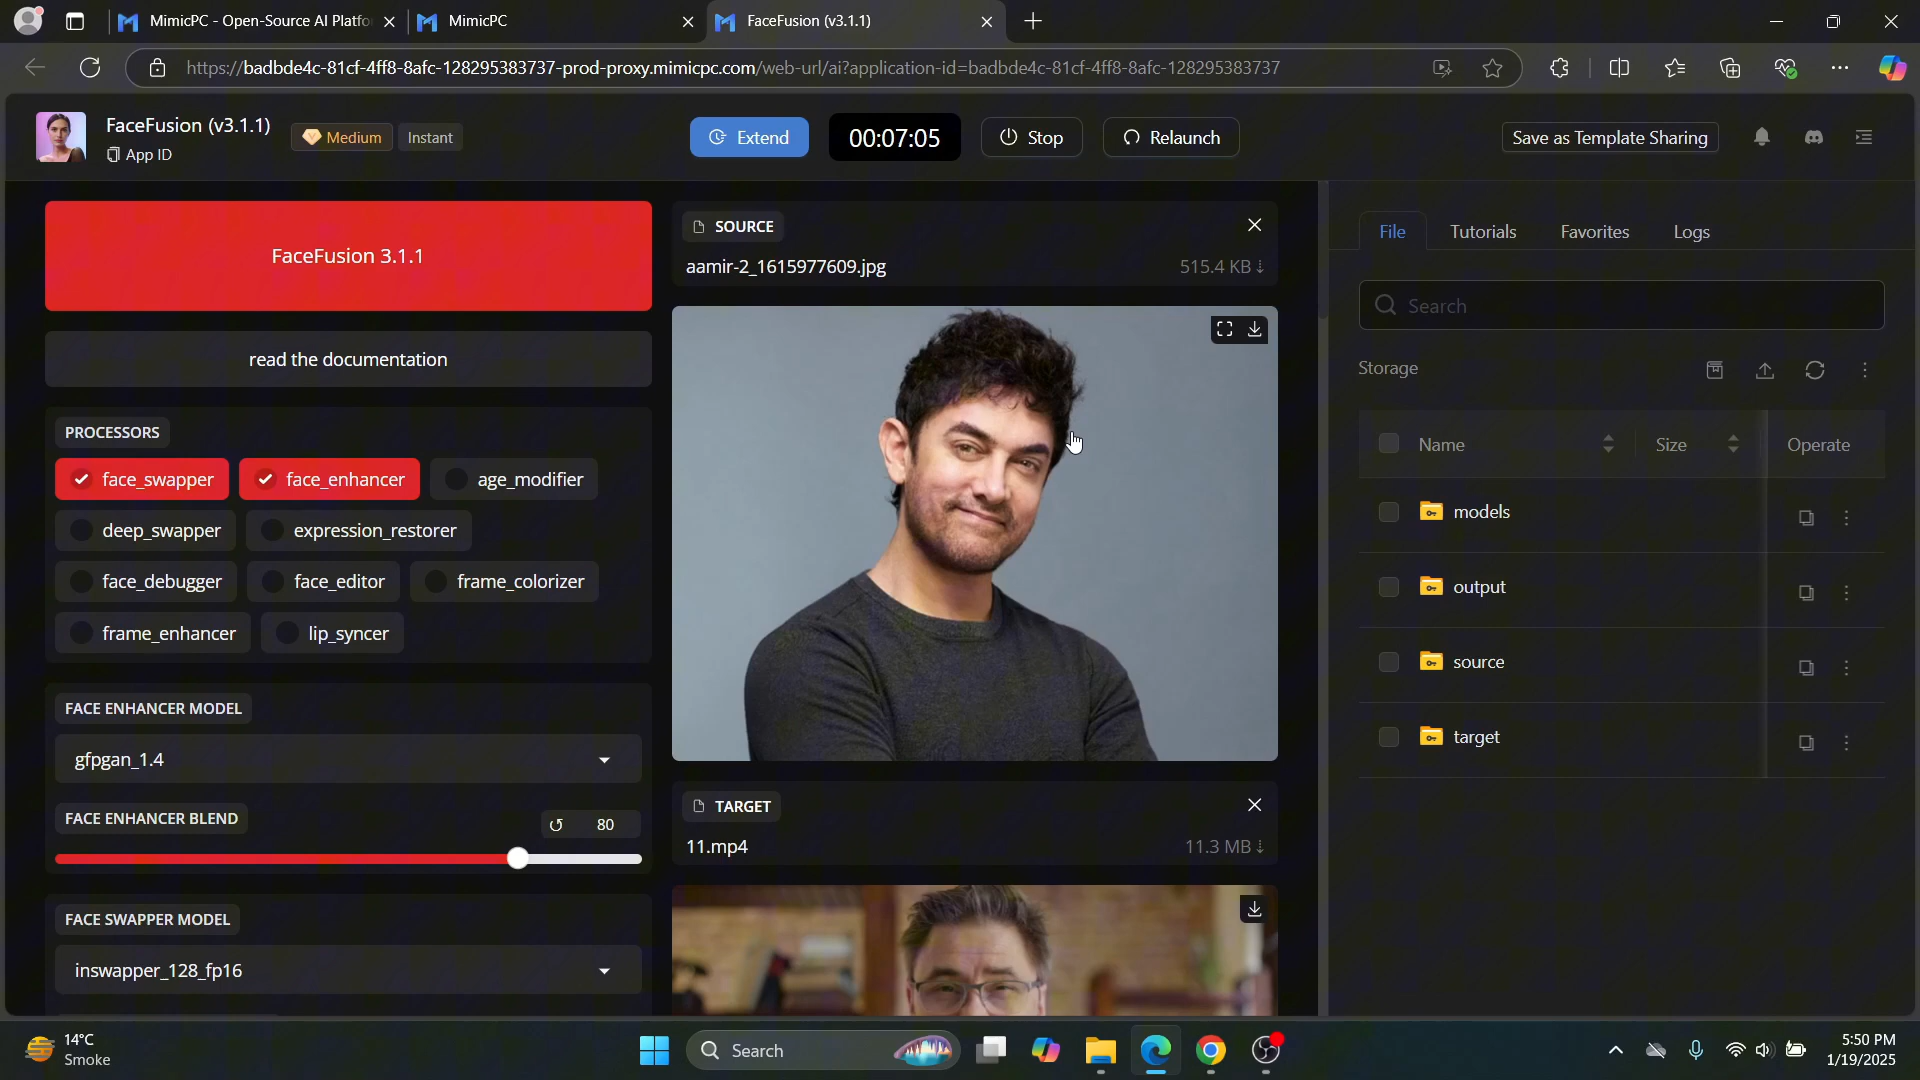 MimicPC - Open-Source AI Platfo
MimicPC
FaceFusion (v3.1.1)
https://badbde4c-81cf-4ff8-8afc-128295383737-prod-proxy.mimicpc.com/web-url/ai?application-id=badbde4c-81cf-4ff8-8afc-128295383737
FaceFusion (v3.1.1)
App ID
Medium
Instant
Extend
00:07:05
Stop
Relaunch
Save as Template Sharing
FaceFusion 3.1.1
read the documentation
PROCESSORS
face_swapper
face_enhancer
age_modifier
deep_swapper
expression_restorer
face_debugger
face_editor
frame_colorizer
frame_enhancer
lip_syncer
FACE ENHANCER MODEL
gfpgan_1.4
FACE ENHANCER BLEND
80
FACE SWAPPER MODEL
inswapper_128_fp16
SOURCE
aamir-2_1615977609.jpg
515.4 KB ↓
TARGET
11.mp4
11.3 MB ↓
File
Tutorials
Favorites
Logs
Search
Storage
Name
Size
Operate
models
output
source
target
14°C
Smoke
Search
5:50 PM
1/19/2025